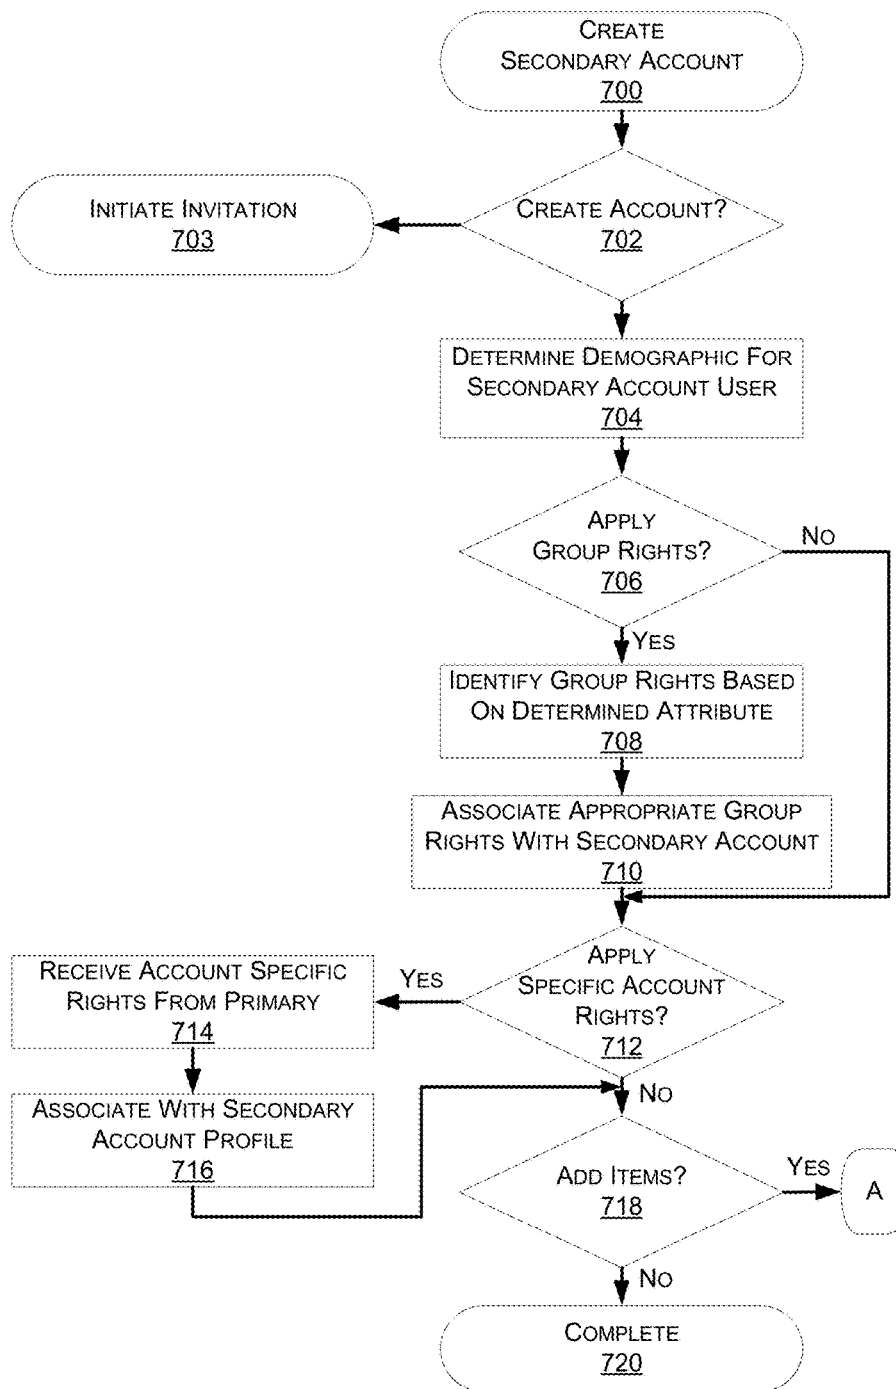 CREATE
SECONDARY ACCOUNT
700
INITIATE INVITATION
703
CREATE ACCOUNT?
702
DETERMINE DEMOGRAPHIC FOR
SECONDARY ACCOUNT USER
704
APPLY
GROUP RIGHTS?
706
NO
YES
IDENTIFY GROUP RIGHTS BASED
ON DETERMINED ATTRIBUTE
708
ASSOCIATE APPROPRIATE GROUP
RIGHTS WITH SECONDARY ACCOUNT
710
RECEIVE ACCOUNT SPECIFIC
RIGHTS FROM PRIMARY
714
YES
APPLY
SPECIFIC ACCOUNT
RIGHTS?
712
NO
ASSOCIATE WITH SECONDARY
ACCOUNT PROFILE
716
ADD ITEMS?
718
YES
A
NO
COMPLETE
720